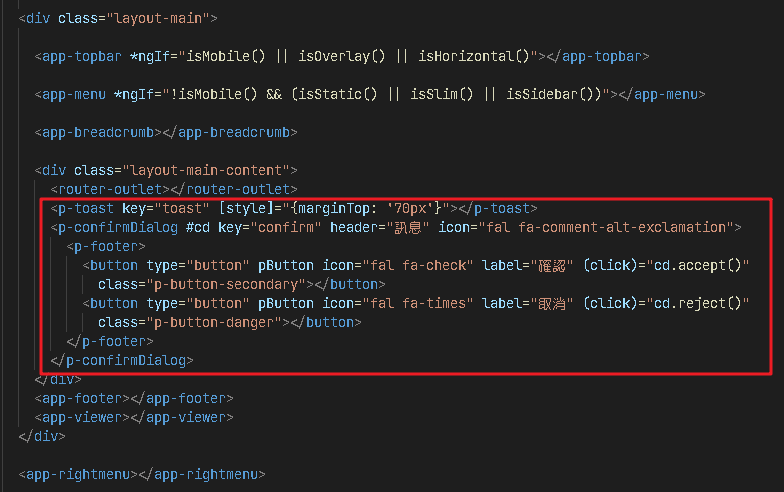 <div class="layout-main">
<app-topbar *ngIf="isMobile() || isOverlay() || isHorizontal()"></app-topbar>
<app-menu *ngIf="!isMobile() && (isStatic() || isSlim() || isSidebar())"></app-menu>
<app-breadcrumb></app-breadcrumb>
<div class="layout-main-content">
<router-outlet></router-outlet>
<p-toast key="toast" [style]="{marginTop: '70px'}"></p-toast>
<p-confirmDialog #cd key="confirm" header="訊息" icon="fal fa-comment-alt-exclamation">
<p-footer>
<button type="button" pButton icon="fal fa-check" label="確認" (click)="cd.accept()"
class="p-button-secondary"></button>
<button type="button" pButton icon="fal fa-times" label="取消" (click)="cd.reject()"
class="p-button-danger"></button>
</p-footer>
</p-confirmDialog>
</div>
<app-footer></app-footer>
<app-viewer></app-viewer>
</div>
<app-rightmenu></app-rightmenu>